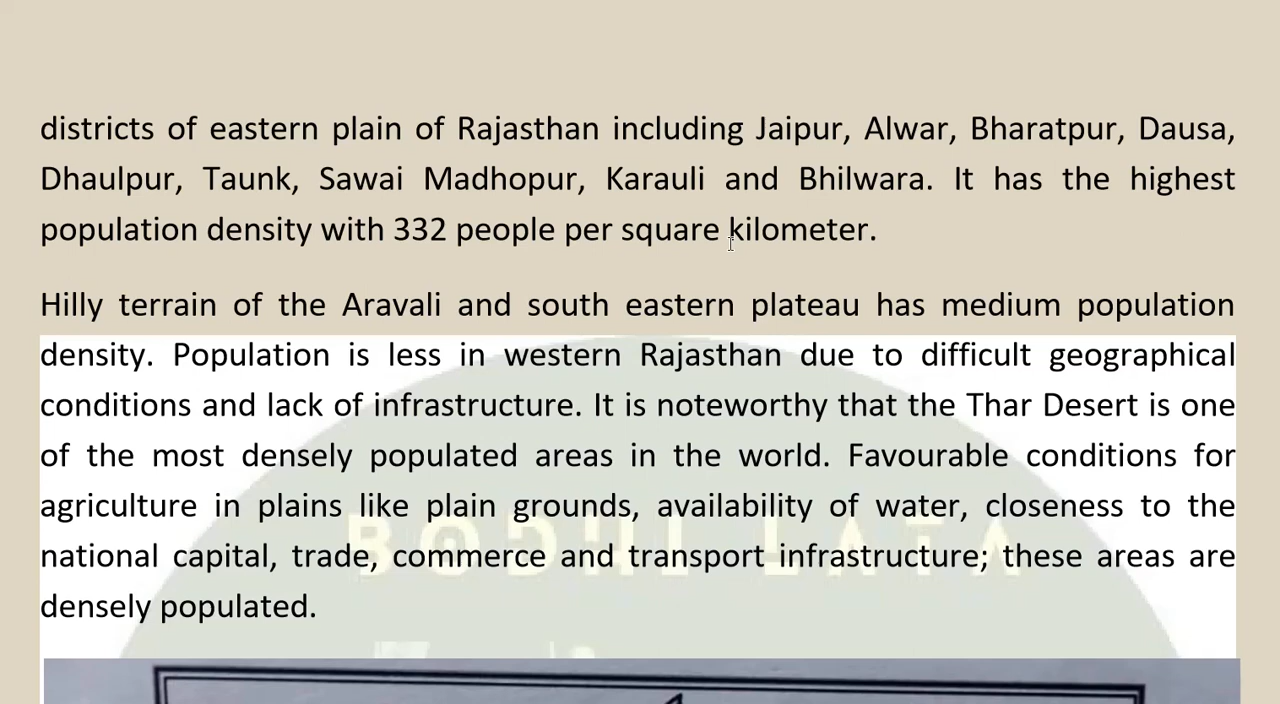 districts of eastern plain of Rajasthan including Jaipur, Alwar, Bharatpur, Dausa,
Dhaulpur, Taunk, Sawai Madhopur, Karauli and Bhilwara. It has the highest
population density with 332 people per square kilometer.
Hilly terrain of the Aravali and south eastern plateau has medium population
density. Population is less in western Rajasthan due to difficult geographical
conditions and lack of infrastructure. It is noteworthy that the Thar Desert is one
of the most densely populated areas in the world. Favourable conditions for
agriculture in plains like plain grounds, availability of water, closeness to the
national capital, trade, commerce and transport infrastructure; these areas are
densely populated.
BODHI LATA